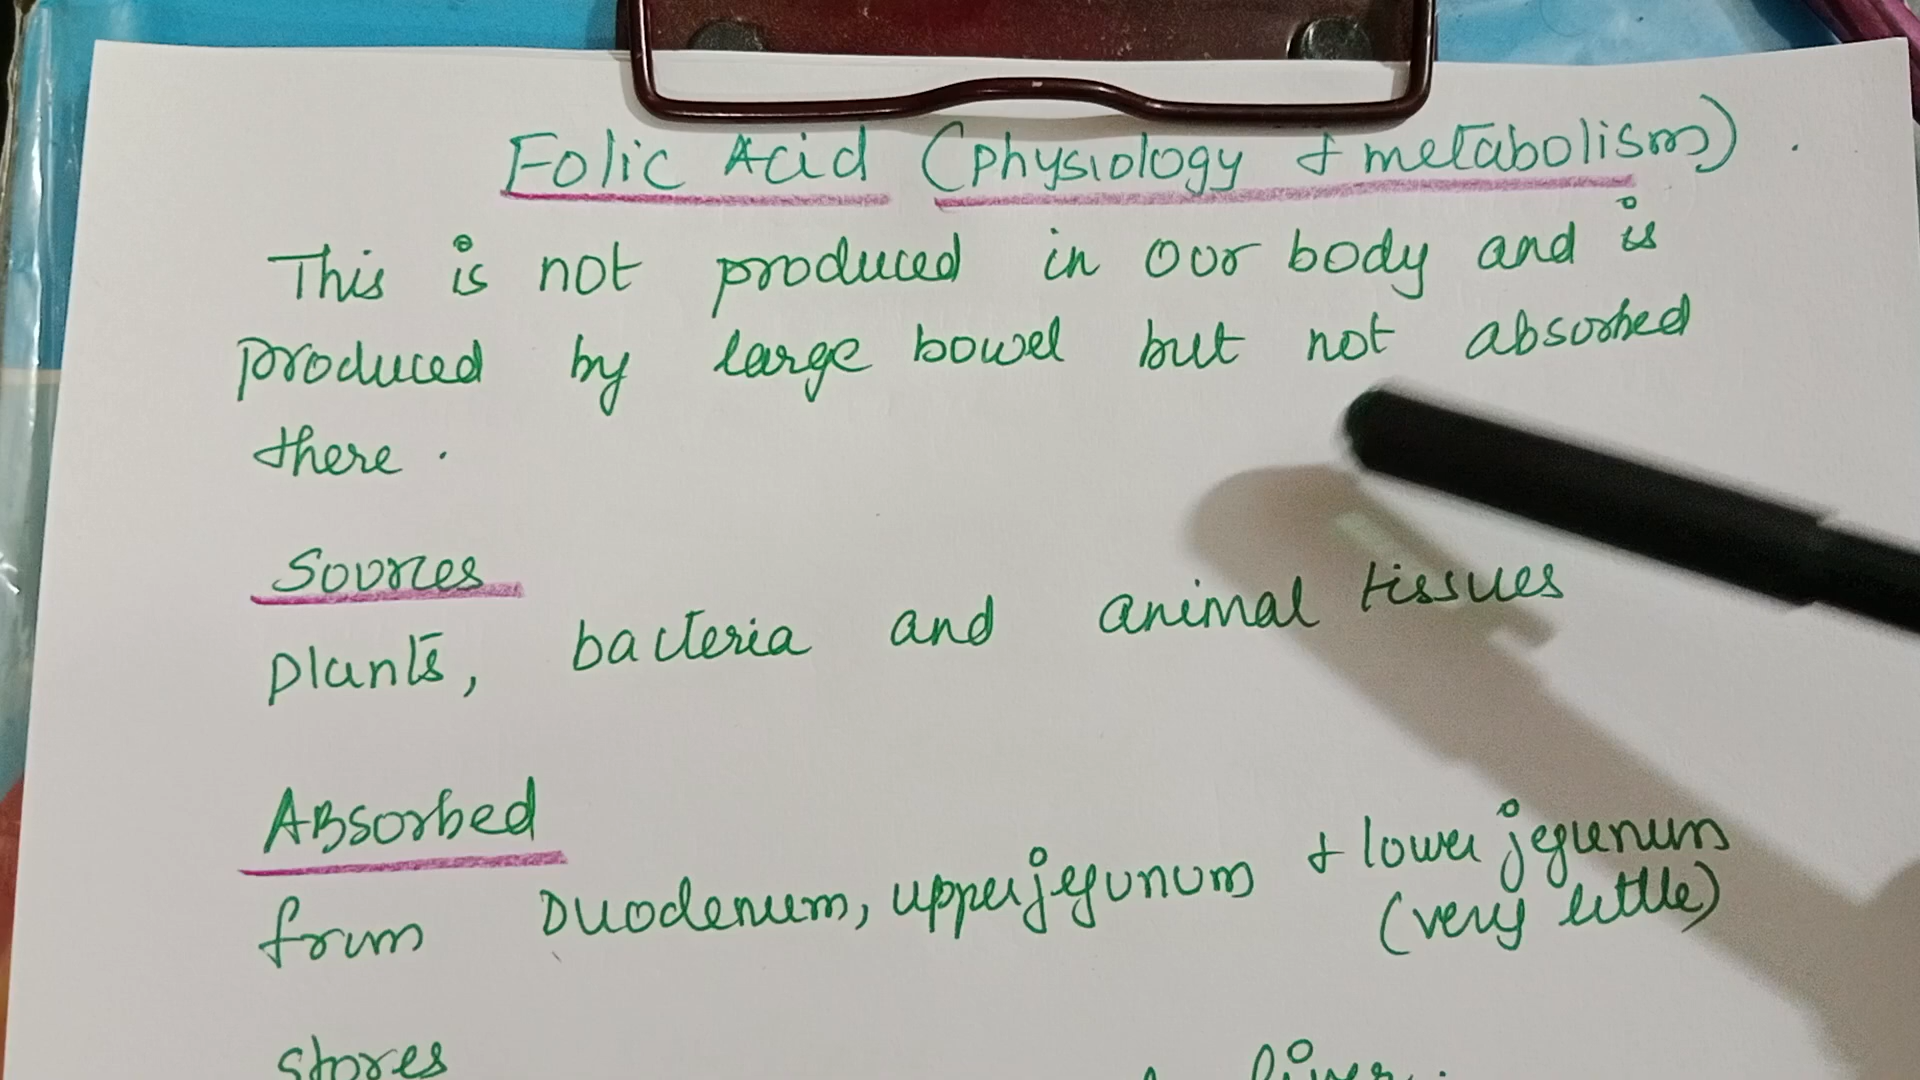 Folic Acid (physiology & metabolism).
This is not produced in our body and is
produced by large bowel but not absorbed
there.
Sources
plants, bacteria and animal tissues
Absorbed
from Duodenum, upper jejunum & lower jejunum
(very little)
stores
liver.